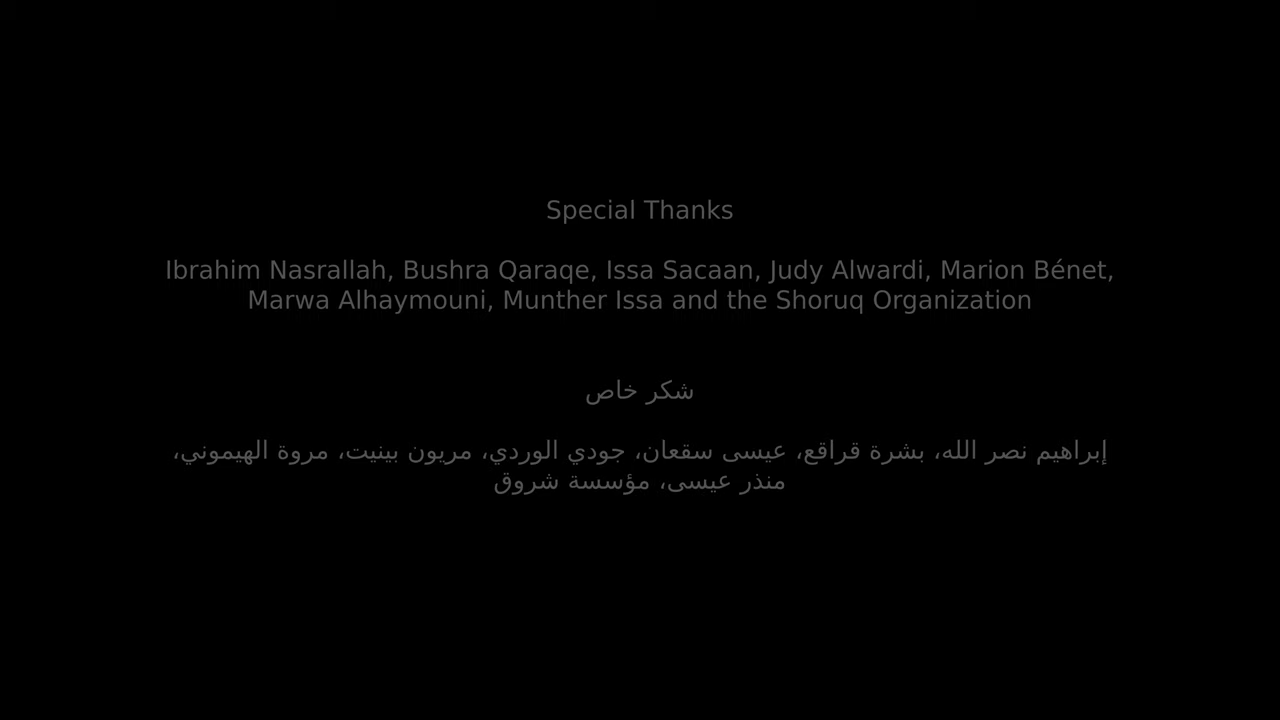 Special Thanks
Ibrahim Nasrallah, Bushra Qaraqe, Issa Sacaan, Judy Alwardi, Marion Bénet,
Marwa Alhaymouni, Munther Issa and the Shoruq Organization
شكر خاص
إبراهيم نصر الله، بشرة قراقع، عيسى سقعان، جودي الوردي، مريون بينيت، مروة الهيموني،
منذر عيسى، مؤسسة شروق